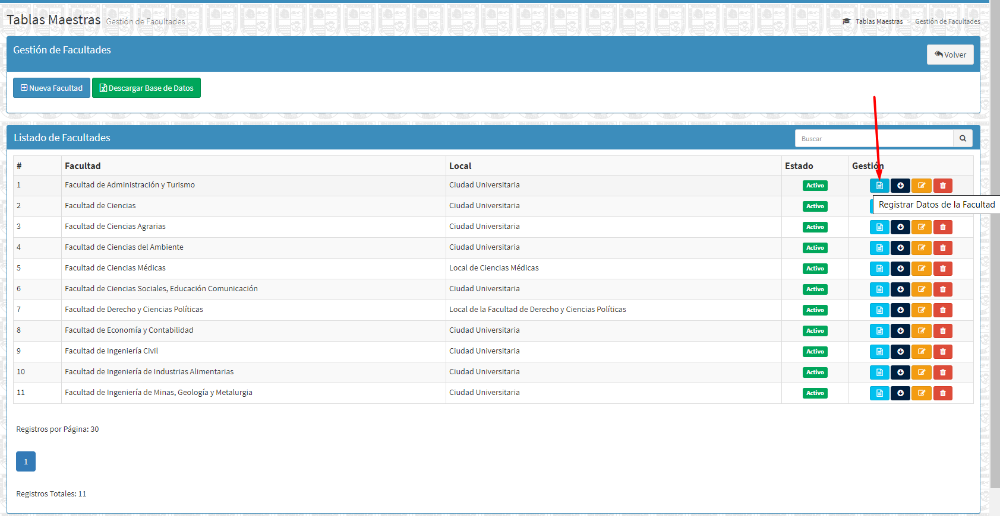 Tablas Maestras Gestión de Facultades
Tablas Maestras > Gestión de Facultades
Gestión de Facultades
Volver
Nueva Facultad
Descargar Base de Datos
Listado de Facultades
Buscar
# Facultad Local Estado Gestión
1 Facultad de Administración y Turismo Ciudad Universitaria Activo
2 Facultad de Ciencias Ciudad Universitaria Activo
Registrar Datos de la Facultad
3 Facultad de Ciencias Agrarias Ciudad Universitaria Activo
4 Facultad de Ciencias del Ambiente Ciudad Universitaria Activo
5 Facultad de Ciencias Médicas Local de Ciencias Médicas Activo
6 Facultad de Ciencias Sociales, Educación Comunicación Ciudad Universitaria Activo
7 Facultad de Derecho y Ciencias Políticas Local de la Facultad de Derecho y Ciencias Políticas Activo
8 Facultad de Economía y Contabilidad Ciudad Universitaria Activo
9 Facultad de Ingeniería Civil Ciudad Universitaria Activo
10 Facultad de Ingeniería de Industrias Alimentarias Ciudad Universitaria Activo
11 Facultad de Ingeniería de Minas, Geología y Metalurgia Ciudad Universitaria Activo
Registros por Página: 30
1
Registros Totales: 11